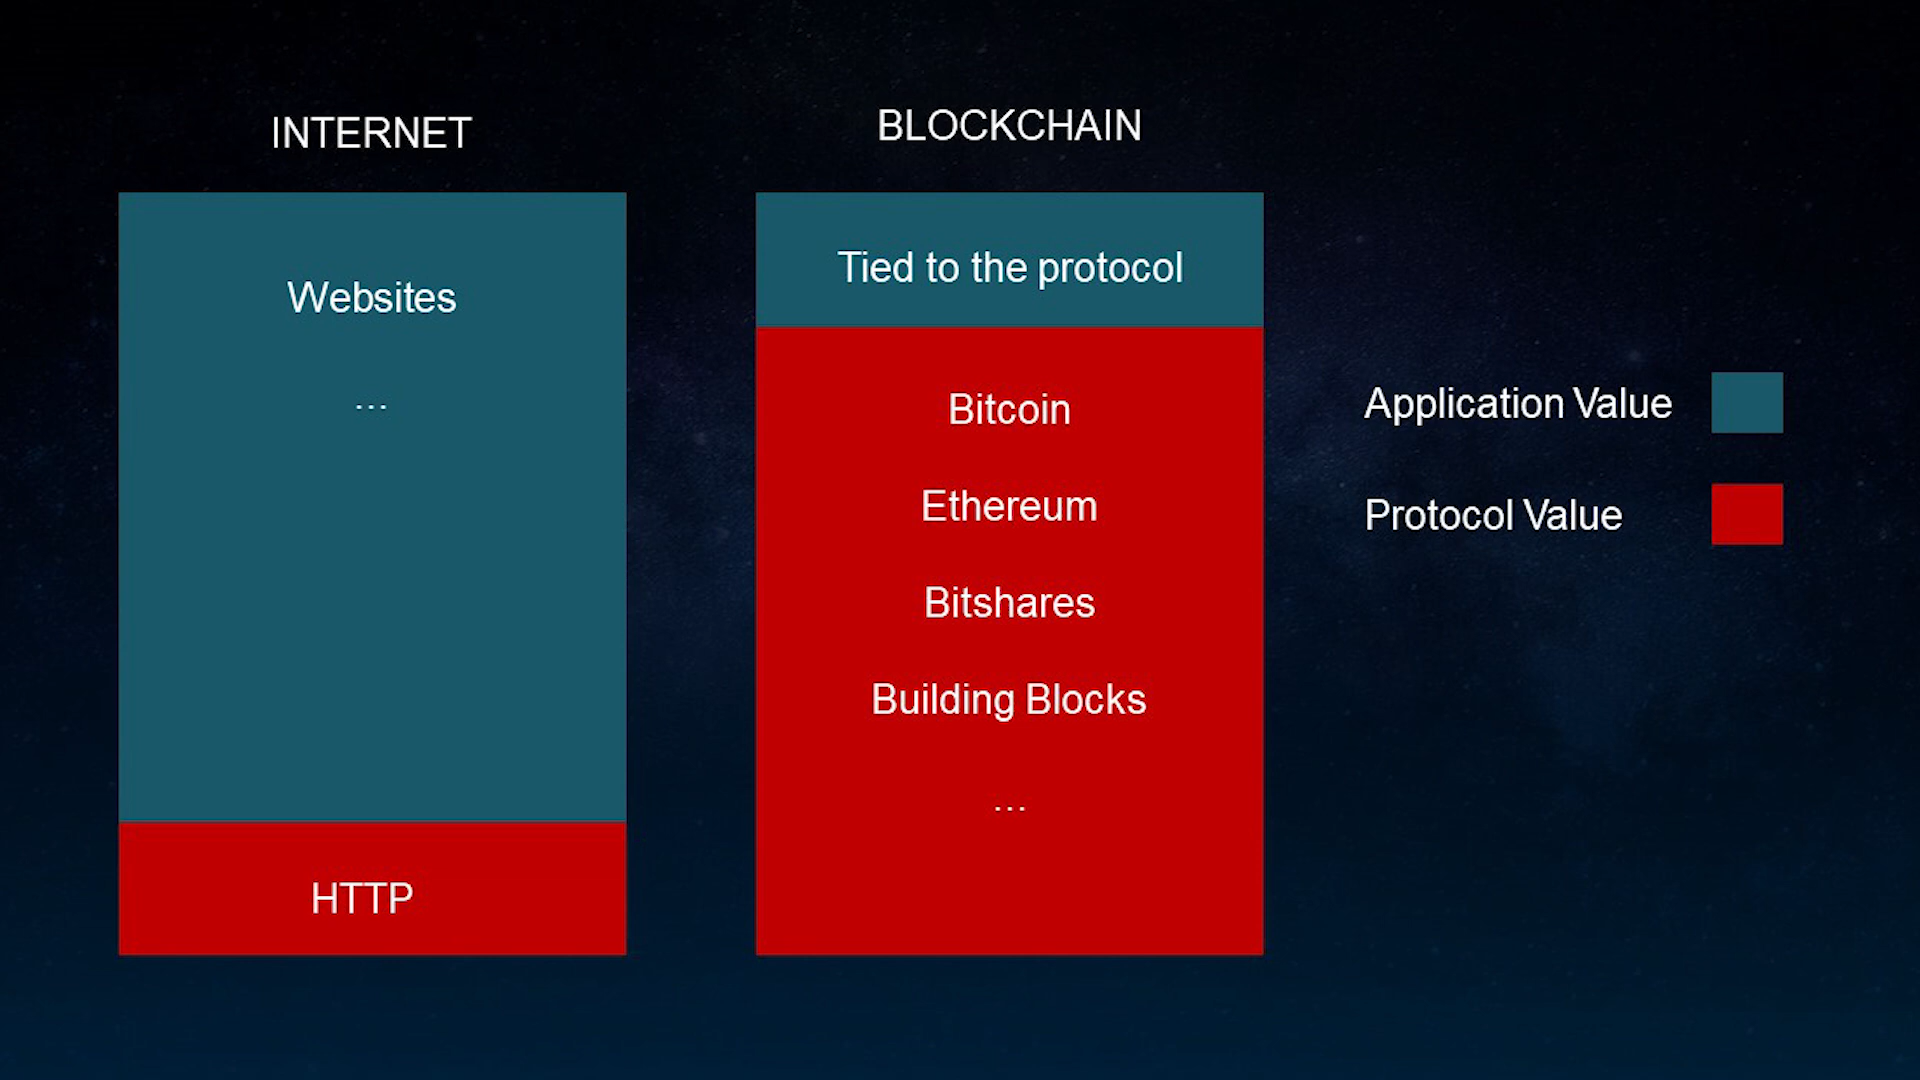 INTERNET
Websites
...
HTTP
BLOCKCHAIN
Tied to the protocol
Bitcoin
Ethereum
Bitshares
Building Blocks
...
Application Value
Protocol Value